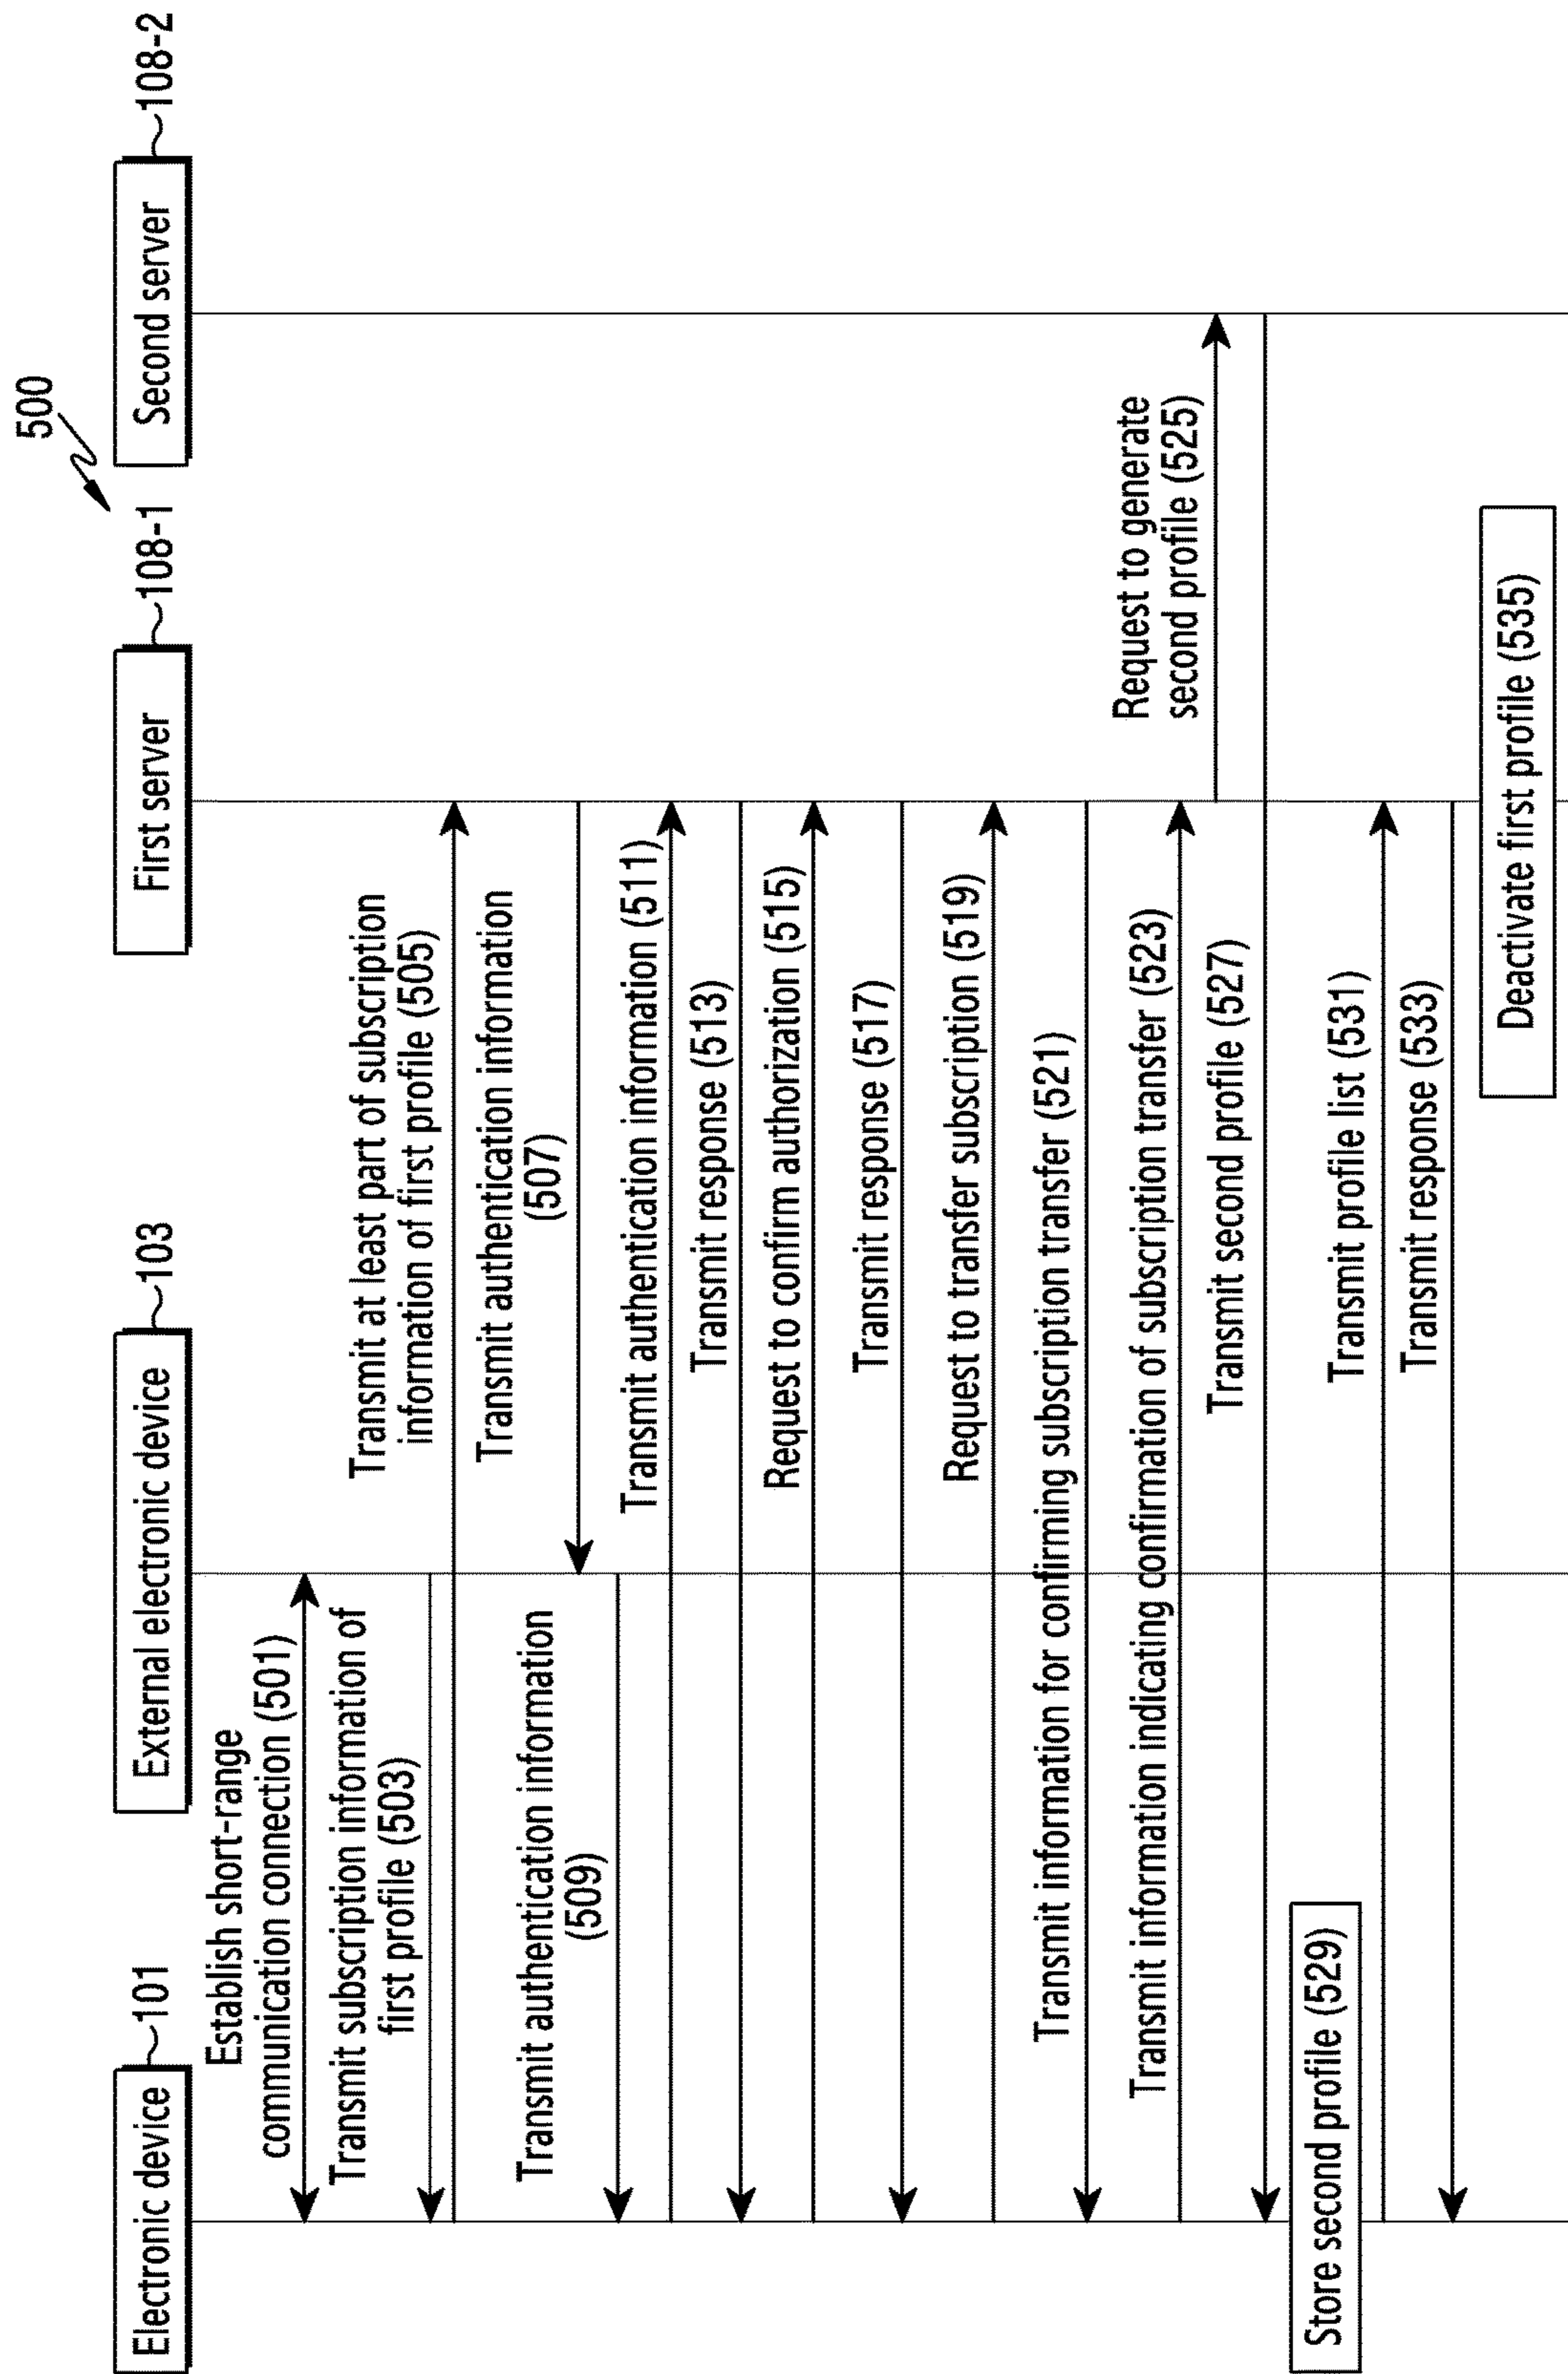 500
Electronic device
101
External electronic device
103
First server
108-1
Second server
108-2
Establish short-range
communication connection (501)
Transmit subscription information of
first profile (503)
Transmit at least part of subscription
information of first profile (505)
Transmit authentication information
(507)
Transmit authentication information
(509)
Transmit authentication information (511)
Transmit response (513)
Request to confirm authorization (515)
Transmit response (517)
Request to transfer subscription (519)
Transmit information for confirming subscription transfer (521)
Transmit information indicating confirmation of subscription transfer (523)
Request to generate
second profile (525)
Transmit second profile (527)
Store second profile (529)
Transmit profile list (531)
Transmit response (533)
Deactivate first profile (535)